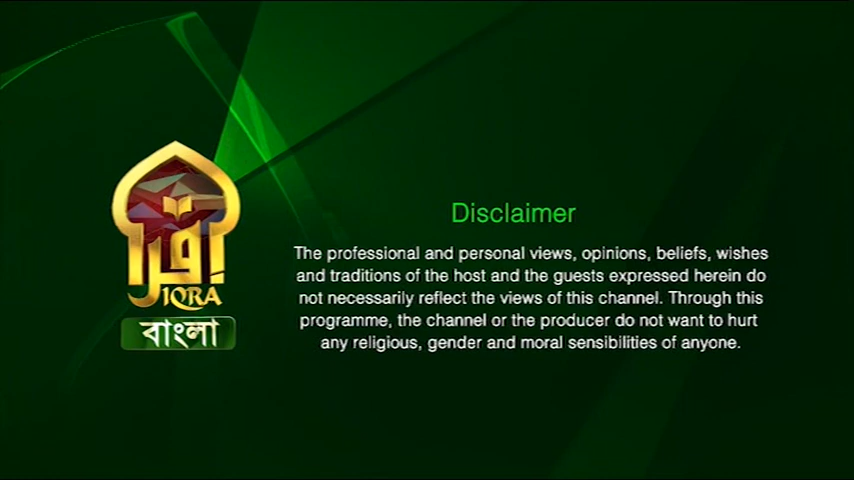 اقرأ
IQRA
বাংলা
Disclaimer
The professional and personal views, opinions, beliefs, wishes
and traditions of the host and the guests expressed herein do
not necessarily reflect the views of this channel. Through this
programme, the channel or the producer do not want to hurt
any religious, gender and moral sensibilities of anyone.